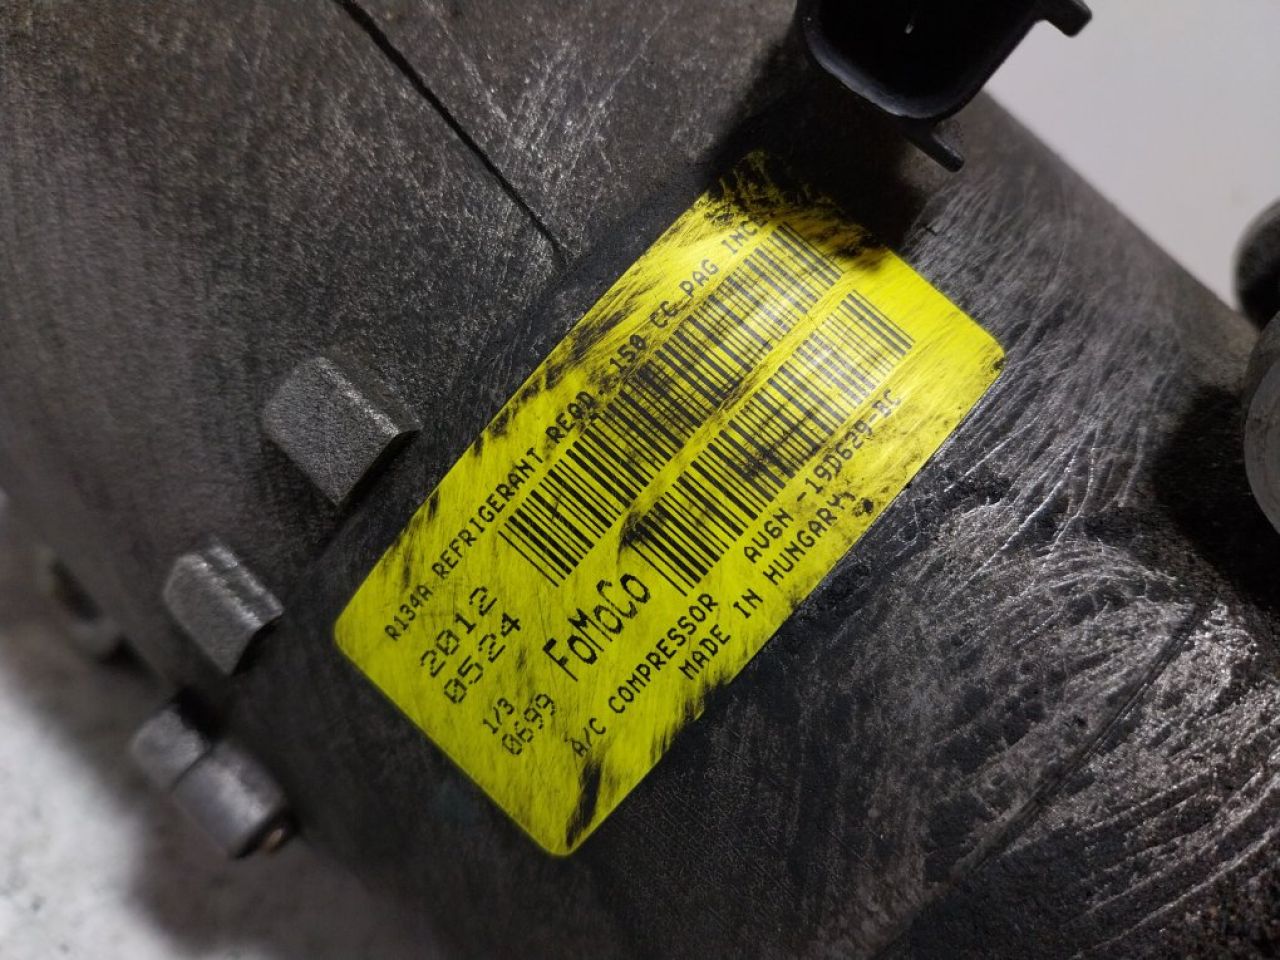 R134A REFRIGERANT REQD. 150 CC PAG INCL
2012
0524
1/3
0699
FoMoCo
A/C COMPRESSOR AV6N -19D629-BC
MADE IN HUNGARY